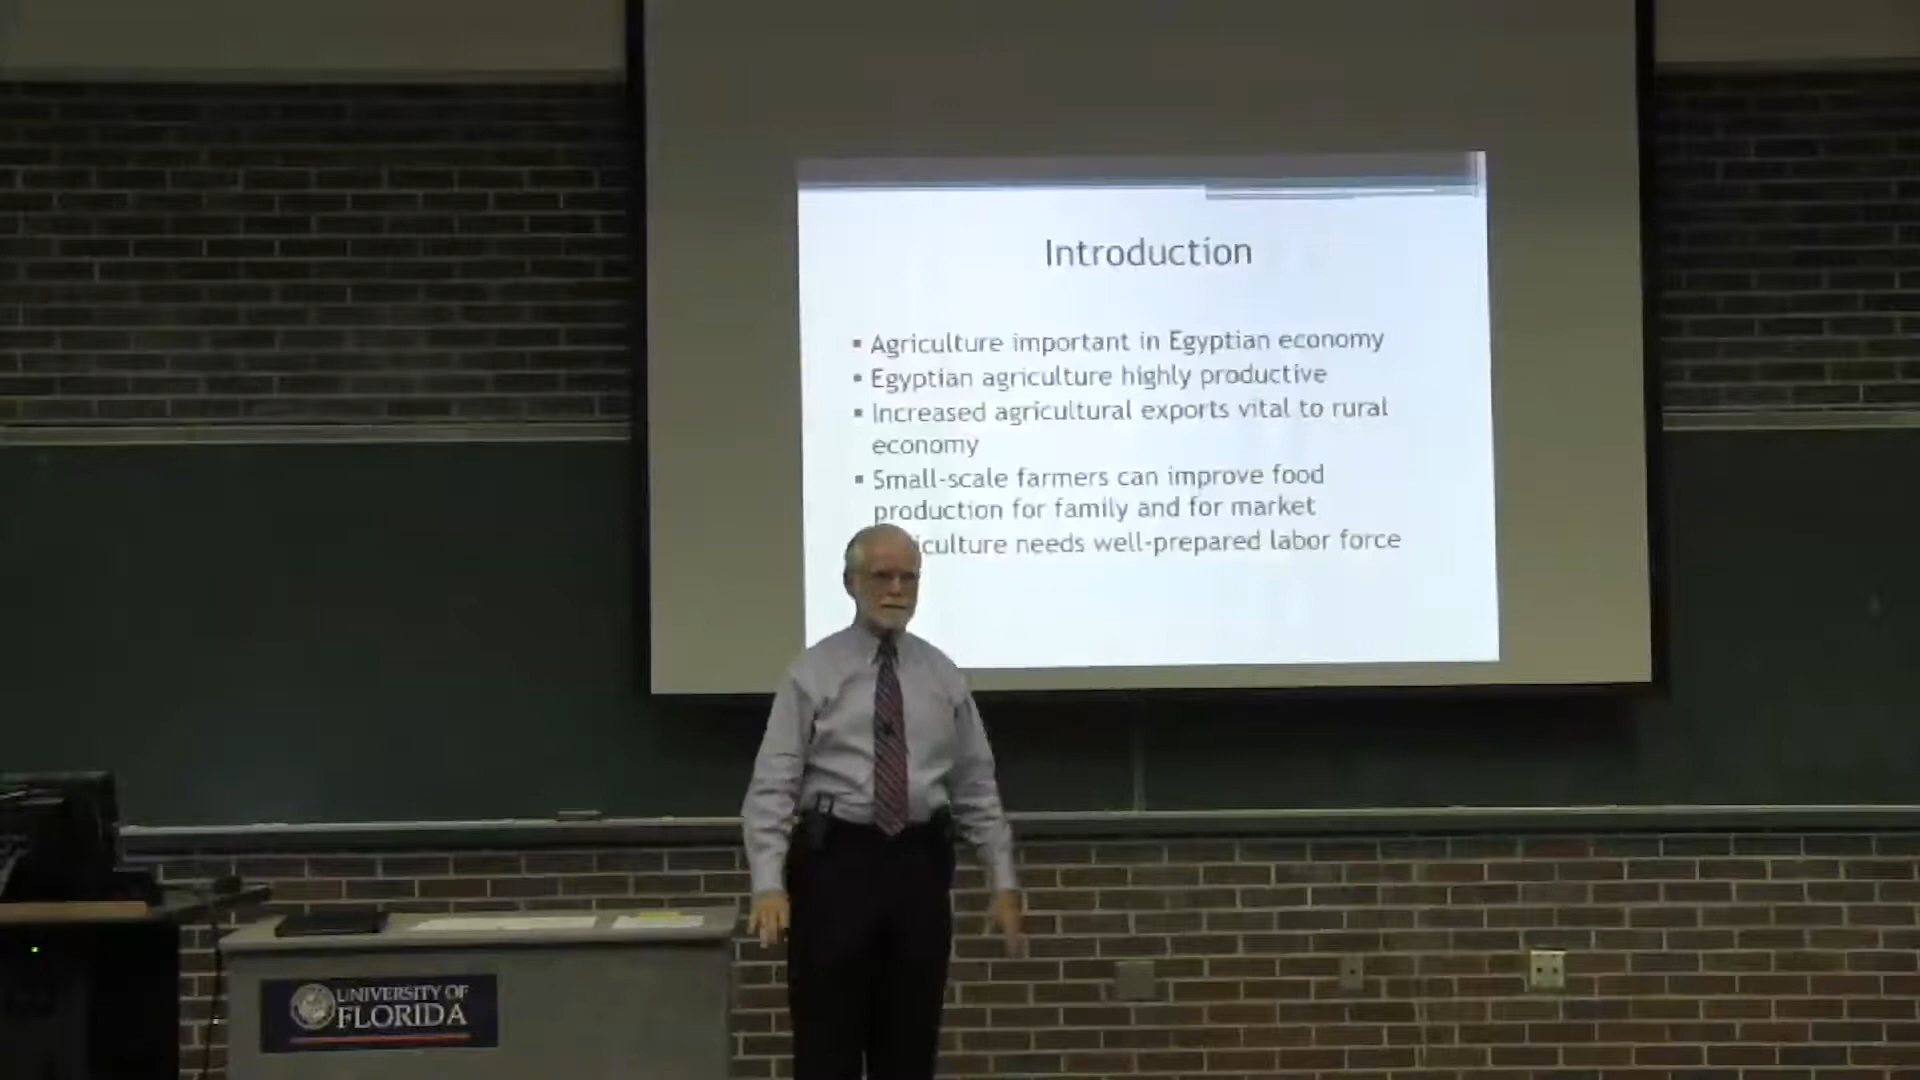 Introduction
▪ Agriculture important in Egyptian economy
▪ Egyptian agriculture highly productive
▪ Increased agricultural exports vital to rural
economy
▪ Small-scale farmers can improve food
production for family and for market
iculture needs well-prepared labor force
UNIVERSITY OF
FLORIDA